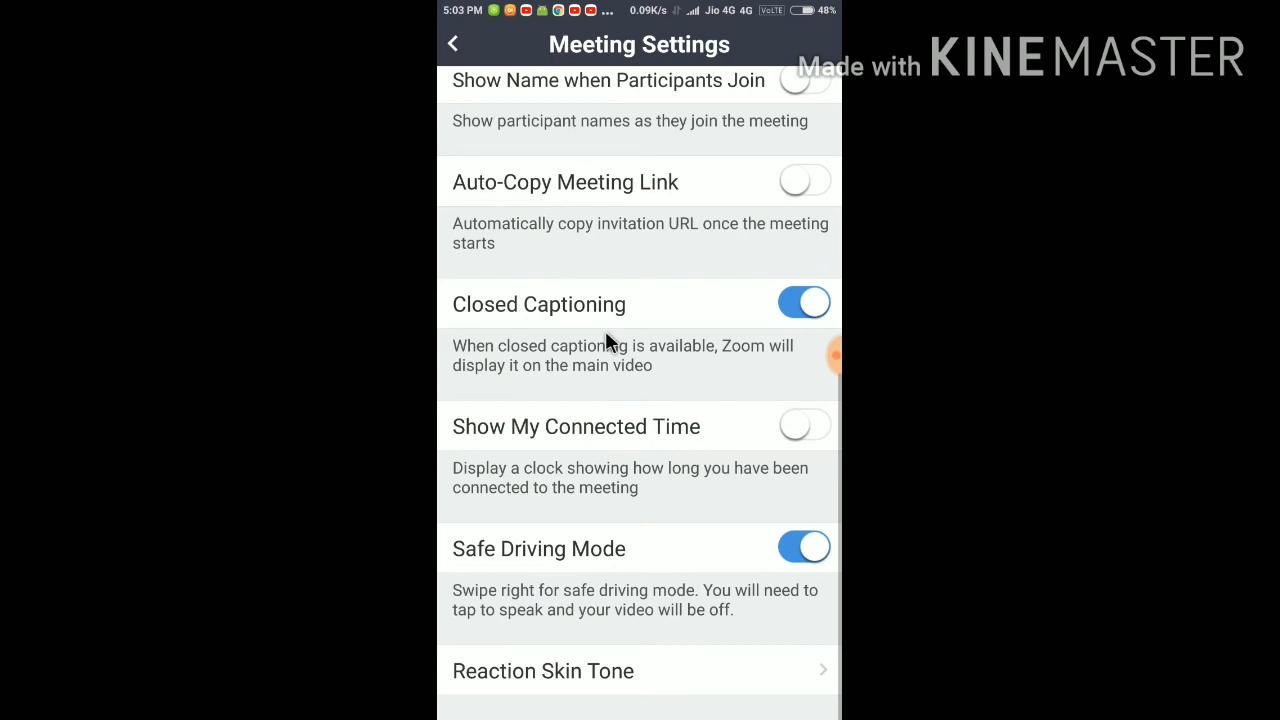 5:03 PM ... 0.09K/s Jio 4G 4G VoLTE 48%
Meeting Settings
Made with KINEMASTER
Show Name when Participants Join
Show participant names as they join the meeting
Auto-Copy Meeting Link
Automatically copy invitation URL once the meeting
starts
Closed Captioning
When closed captioning is available, Zoom will
display it on the main video
Show My Connected Time
Display a clock showing how long you have been
connected to the meeting
Safe Driving Mode
Swipe right for safe driving mode. You will need to
tap to speak and your video will be off.
Reaction Skin Tone